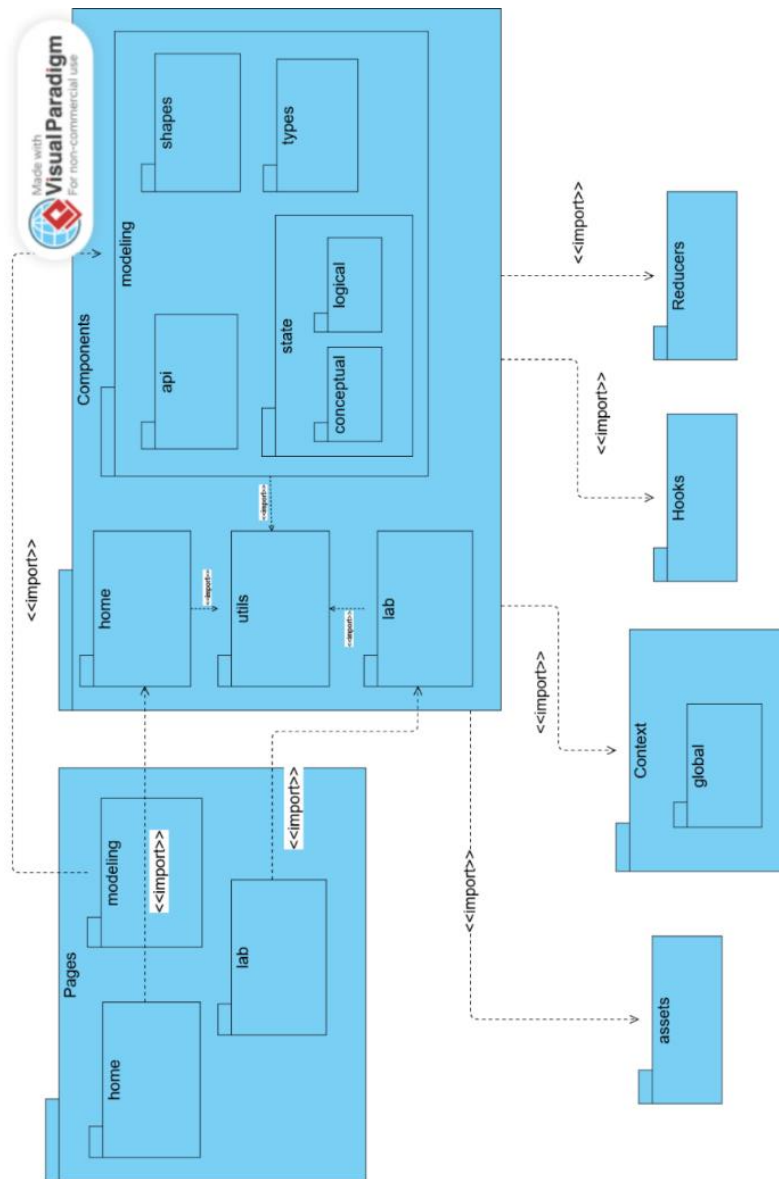 Made with
Visual Paradigm
For non-commercial use
Pages
home
modeling
lab
<<import>>
<<import>>
<<import>>
Components
home
utils
lab
<<import>>
<<import>>
<<import>>
modeling
api
shapes
state
conceptual
logical
types
<<import>>
<<import>>
<<import>>
<<import>>
assets
Context
global
Hooks
Reducers